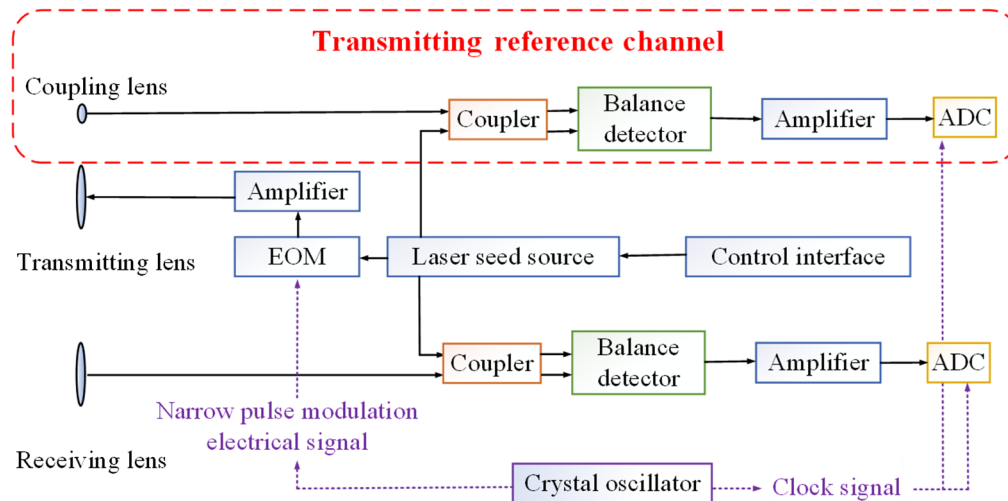 Transmitting reference channel
Coupling lens
Coupler
Balance
detector
Amplifier
ADC
Amplifier
Transmitting lens
EOM
Laser seed source
Control interface
Coupler
Balance
detector
Amplifier
ADC
Narrow pulse modulation
electrical signal
Receiving lens
Crystal oscillator
Clock signal